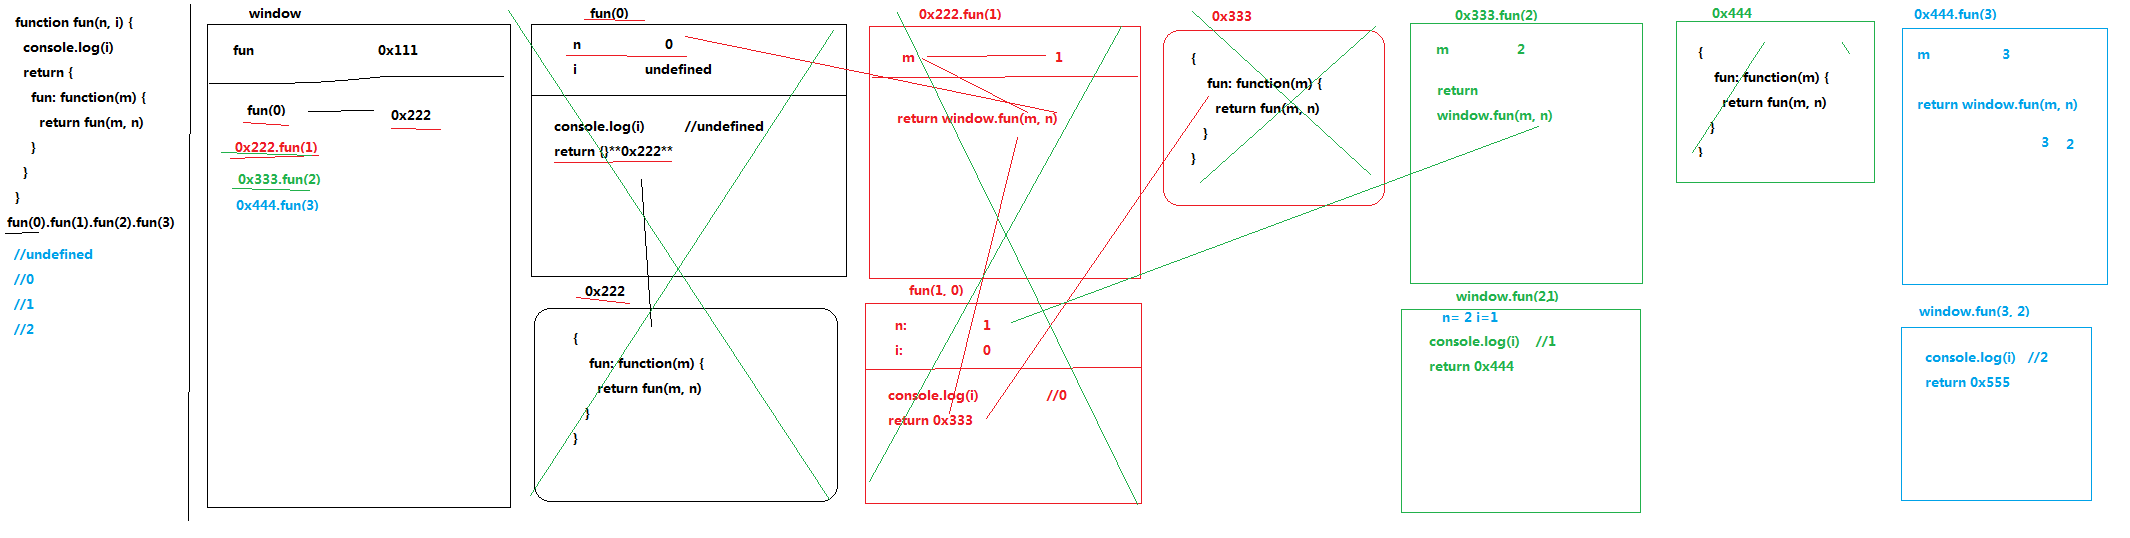 function fun(n, i) {
console.log(i)
return {
fun: function(m) {
return fun(m, n)
}
}
}
fun(0).fun(1).fun(2).fun(3)
//undefined
//0
//1
//2
window
fun 0x111
fun(0) 0x222
0x222.fun(1)
0x333.fun(2)
0x444.fun(3)
fun(0)
n 0
i undefined
console.log(i) //undefined
return {}**0x222**
0x222
{
fun: function(m) {
return fun(m, n)
}
}
0x222.fun(1)
m 1
return window.fun(m, n)
fun(1, 0)
n: 1
i: 0
console.log(i) //0
return 0x333
0x333
{
fun: function(m) {
return fun(m, n)
}
}
0x333.fun(2)
m 2
return
window.fun(m, n)
window.fun(2,1)
n= 2 i=1
console.log(i) //1
return 0x444
0x444
{
fun: function(m) {
return fun(m, n)
}
}
0x444.fun(3)
m 3
return window.fun(m, n)
3 2
window.fun(3, 2)
console.log(i) //2
return 0x555